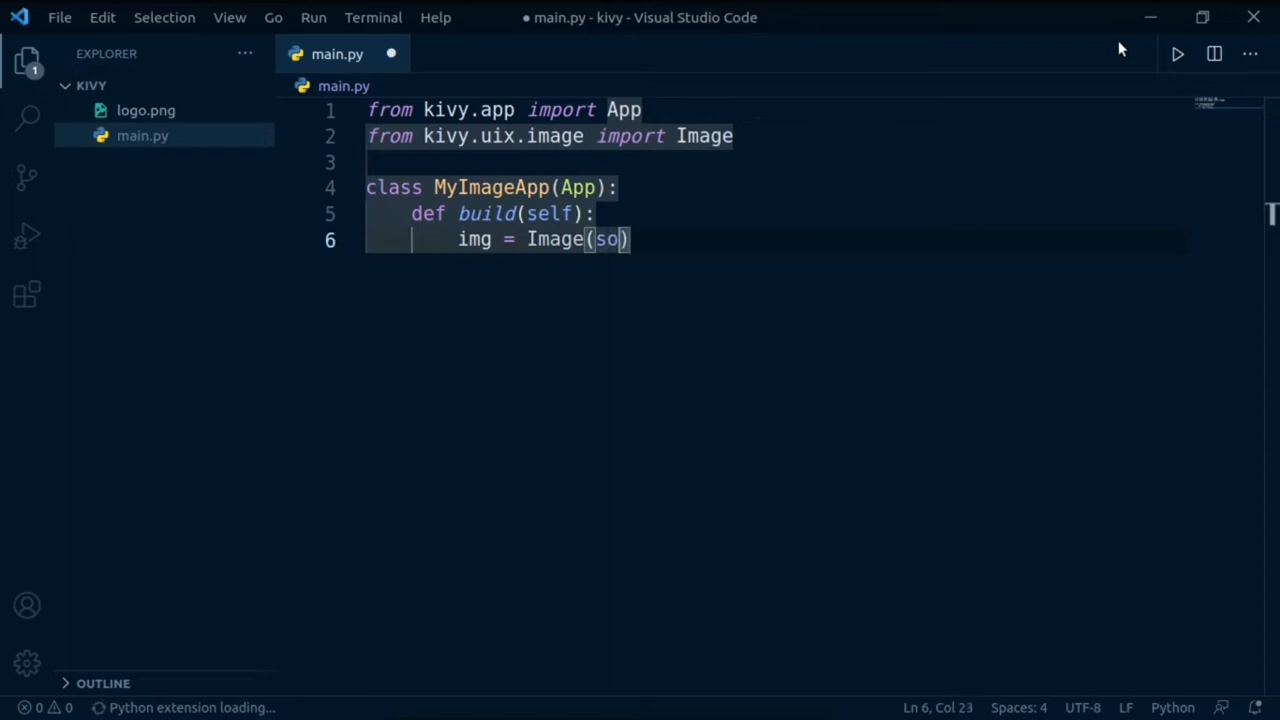 File Edit Selection View Go Run Terminal Help ● main.py - kivy - Visual Studio Code
EXPLORER ··· main.py
KIVY main.py
1
logo.png
main.py
1 from kivy.app import App
2 from kivy.uix.image import Image
3
4 class MyImageApp(App):
5 def build(self):
6 img = Image(so)
OUTLINE
0 0 Python extension loading... Ln 6, Col 23 Spaces: 4 UTF-8 LF Python